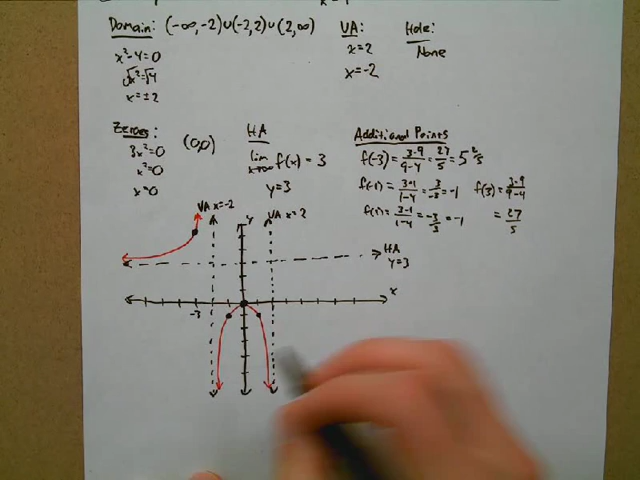 Domain: (-∞,-2)∪(-2,2)∪(2,∞)
x²-4=0
√x²=√4
x=±2
VA:
x=2
x=-2
Hole:
None
Zeroes:
3x²=0
x²=0
x=0
(0,0)
HA
lim f(x)=3
y=3
Additional Points
f(-3)=3·9/9-4=27/5=5 2/5
f(-1)=3·1/1-4=3/-3=-1
f(1)=3·1/1-4=-3/3=-1
f(3)=3·9/9-4
=27/5
VA x=-2
y
VA x=2
HA
y=3
x
-3